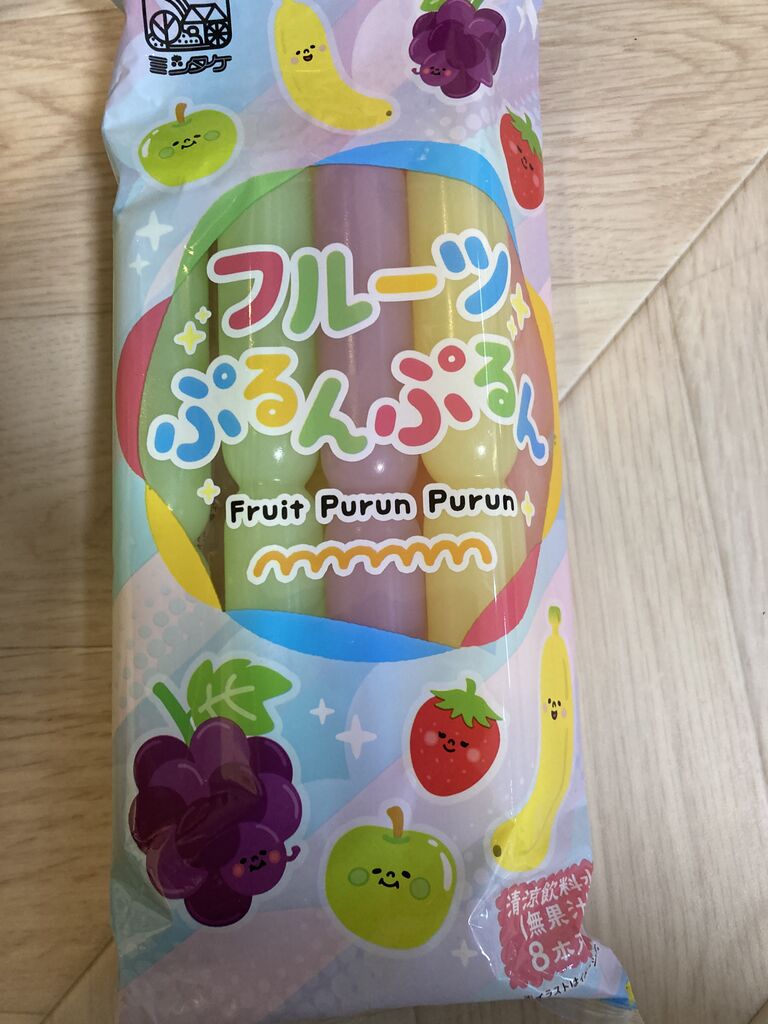 ミツタケ
フルーツ
ぷるんぷるん
Fruit Purun Purun
清涼飲料水
(無果汁
8本入